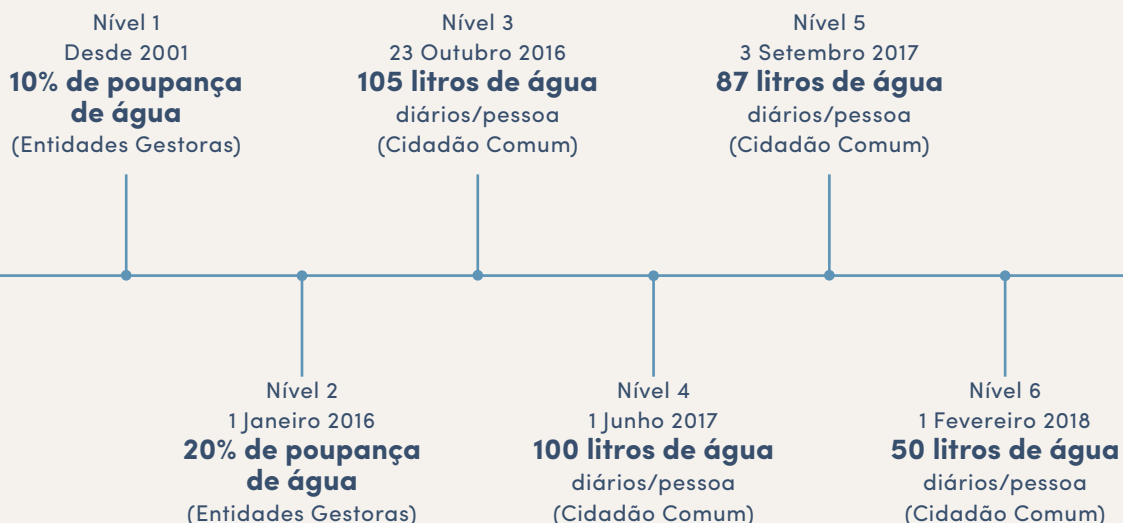 Nível 1
Desde 2001
10% de poupança
de água
(Entidades Gestoras)
Nível 2
1 Janeiro 2016
20% de poupança
de água
(Entidades Gestoras)
Nível 3
23 Outubro 2016
105 litros de água
diários/pessoa
(Cidadão Comum)
Nível 4
1 Junho 2017
100 litros de água
diários/pessoa
(Cidadão Comum)
Nível 5
3 Setembro 2017
87 litros de água
diários/pessoa
(Cidadão Comum)
Nível 6
1 Fevereiro 2018
50 litros de água
diários/pessoa
(Cidadão Comum)